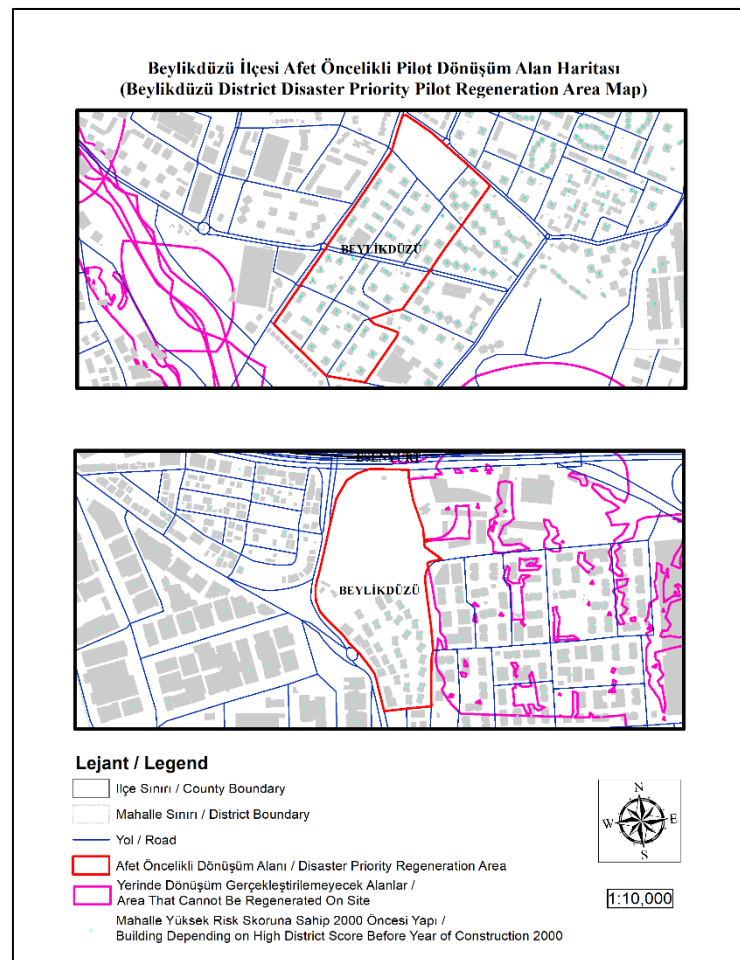 Beylikdüzü İlçesi Afet Öncelikli Pilot Dönüşüm Alan Haritası
(Beylikdüzü District Disaster Priority Pilot Regeneration Area Map)
BEYLİKDÜZÜ
ESENYURT
BEYLİKDÜZÜ
Lejant / Legend
İlçe Sınırı / County Boundary
Mahalle Sınırı / District Boundary
Yol / Road
Afet Öncelikli Dönüşüm Alanı / Disaster Priority Regeneration Area
Yerinde Dönüşüm Gerçekleştirilemeyecek Alanlar /
Area That Cannot Be Regenerated On Site
Mahalle Yüksek Risk Skoruna Sahip 2000 Öncesi Yapı /
Building Depending on High District Score Before Year of Construction 2000
N
W E
S
1:10,000